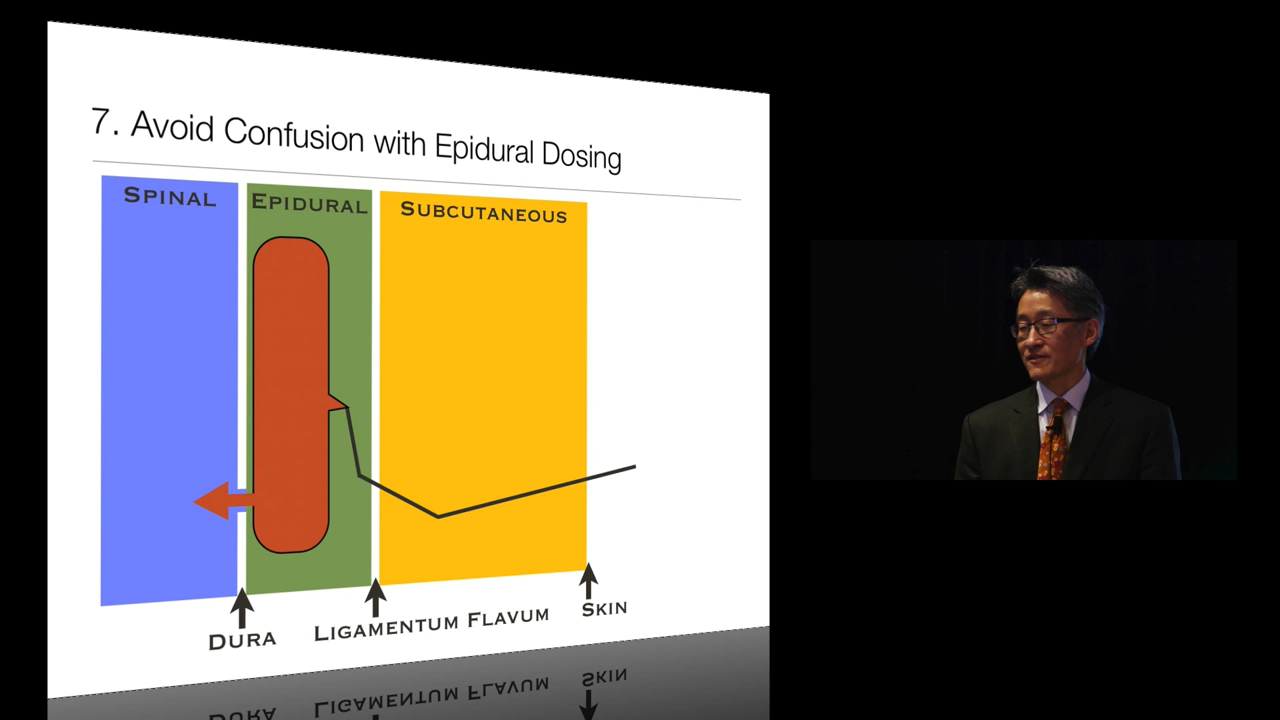 7. Avoid Confusion with Epidural Dosing
SPINAL
EPIDURAL
SUBCUTANEOUS
DURA
LIGAMENTUM FLAVUM
SKIN